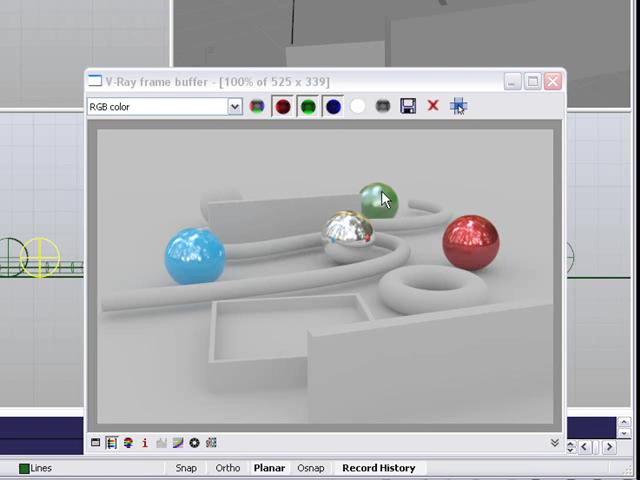 V-Ray frame buffer - [100% of 525 x 339]
RGB color
Lines Snap Ortho Planar Osnap Record History